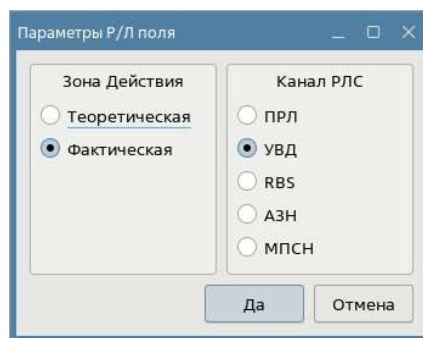 Параметры Р/Л поля
Зона Действия
Теоретическая
Фактическая
Канал РЛС
ПРЛ
УВД
RBS
АЗН
МПСН
Да
Отмена